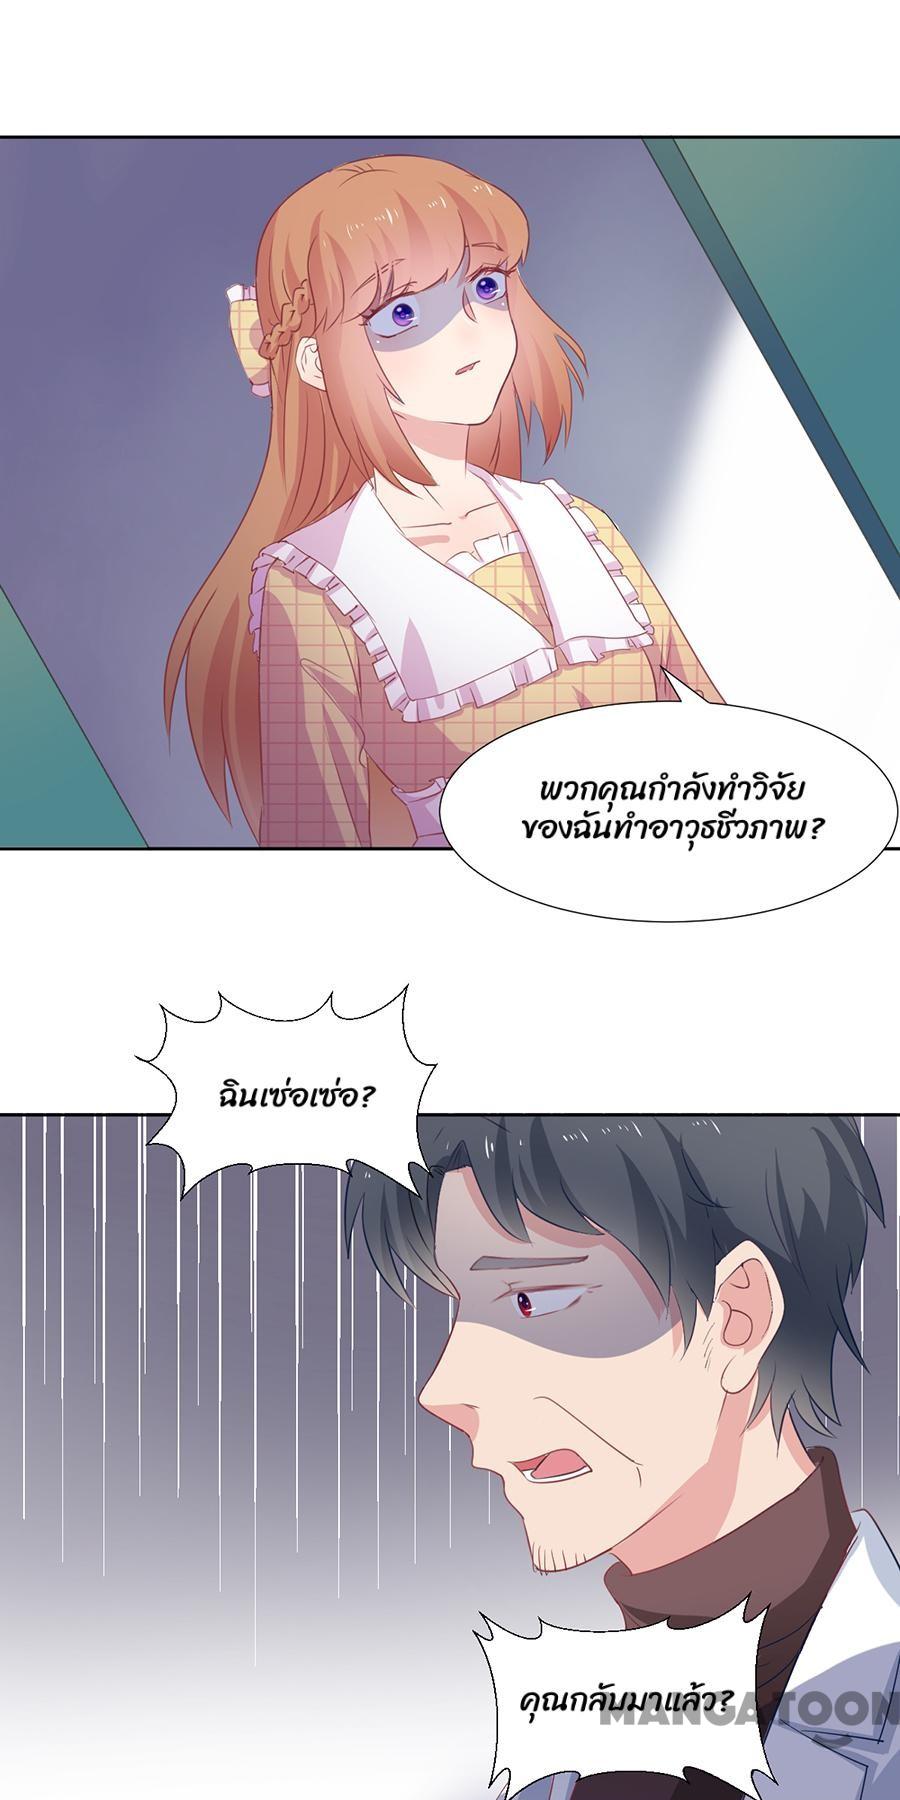 พวกคุณกำลังทำวิจัย
ของฉันทำอาวุธชีวภาพ?
ฉินเซ่อเซ่อ?
คุณกลับมาแล้ว?
MANGATOON